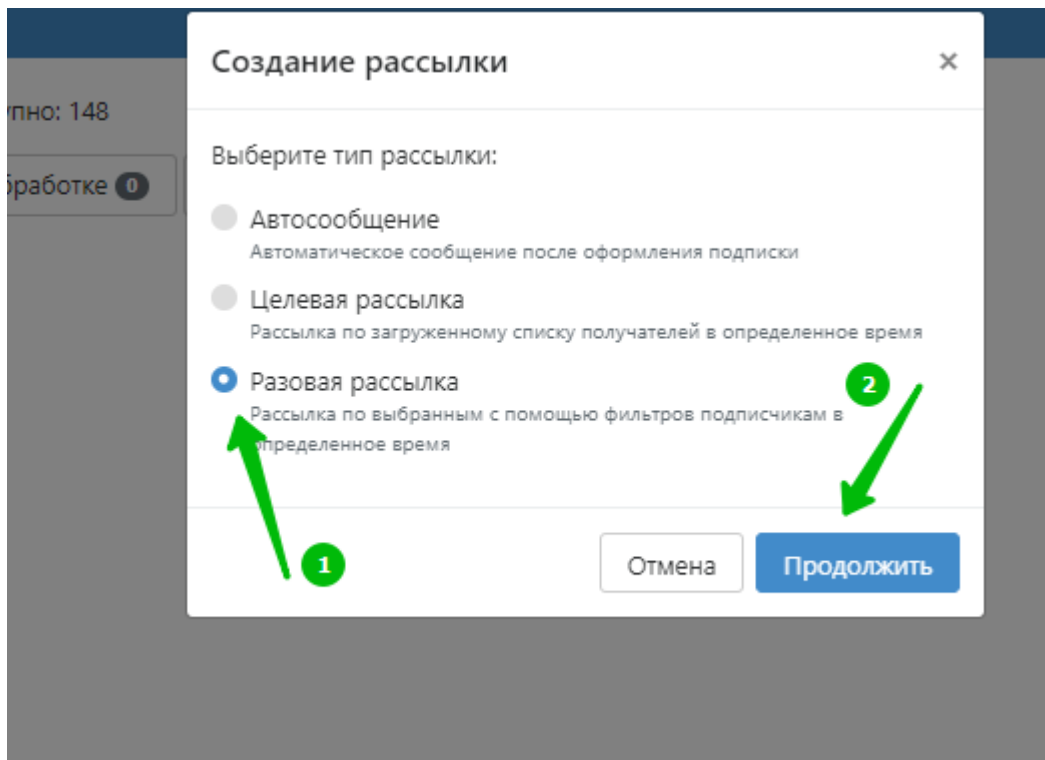 Создание рассылки
×
упно: 148
Выберите тип рассылки:
бработке 0
Автосообщение
Автоматическое сообщение после оформления подписки
Целевая рассылка
Рассылка по загруженному списку получателей в определенное время
Разовая рассылка
2
Рассылка по выбранным с помощью фильтров подписчикам в
определенное время
1
Отмена
Продолжить